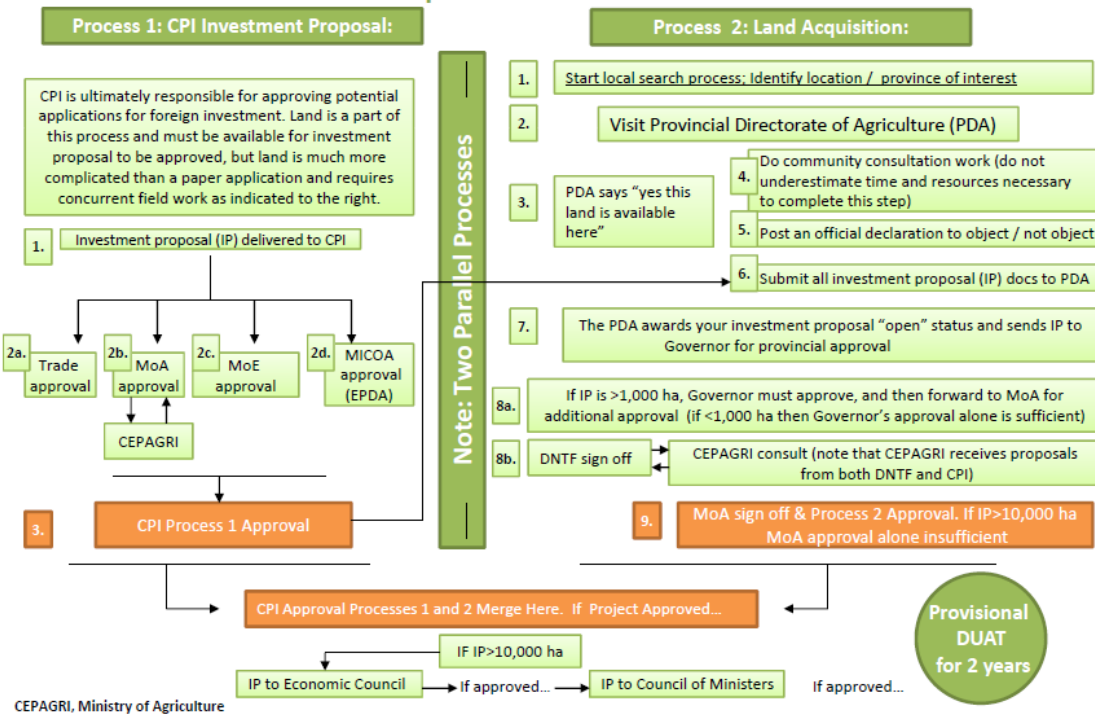 Process 1: CPI Investment Proposal:
CPI is ultimately responsible for approving potential
applications for foreign investment. Land is a part of
this process and must be available for investment
proposal to be approved, but land is much more
complicated than a paper application and requires
concurrent field work as indicated to the right.
1.
Investment proposal (IP) delivered to CPI
2a.
Trade
approval
2b.
MoA
approval
2c.
MoE
approval
2d.
MICOA
approval
(EPDA)
CEPAGRI
3.
CPI Process 1 Approval
Note: Two Parallel Processes
Process 2: Land Acquisition:
1.
Start local search process; Identify location / province of interest
2.
Visit Provincial Directorate of Agriculture (PDA)
3.
PDA says “yes this
land is available
here”
4.
Do community consultation work (do not
underestimate time and resources necessary
to complete this step)
5.
Post an official declaration to object / not object
6.
Submit all investment proposal (IP) docs to PDA
7.
The PDA awards your investment proposal “open” status and sends IP to
Governor for provincial approval
8a.
If IP is >1,000 ha, Governor must approve, and then forward to MoA for
additional approval (if <1,000 ha then Governor’s approval alone is sufficient)
8b.
DNTF sign off
CEPAGRI consult (note that CEPAGRI receives proposals
from both DNTF and CPI)
9.
MoA sign off & Process 2 Approval. If IP>10,000 ha
MoA approval alone insufficient
CPI Approval Processes 1 and 2 Merge Here. If Project Approved…
IF IP>10,000 ha
IP to Economic Council
If approved…
IP to Council of Ministers
If approved…
Provisional
DUAT
for 2 years
CEPAGRI, Ministry of Agriculture